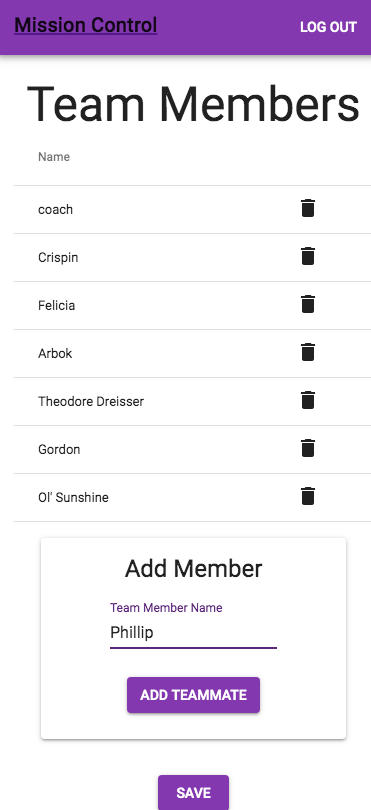 Mission Control
LOG OUT
Team Members
Name
coach
Crispin
Felicia
Arbok
Theodore Dreisser
Gordon
Ol' Sunshine
Add Member
Team Member Name
Phillip
ADD TEAMMATE
SAVE